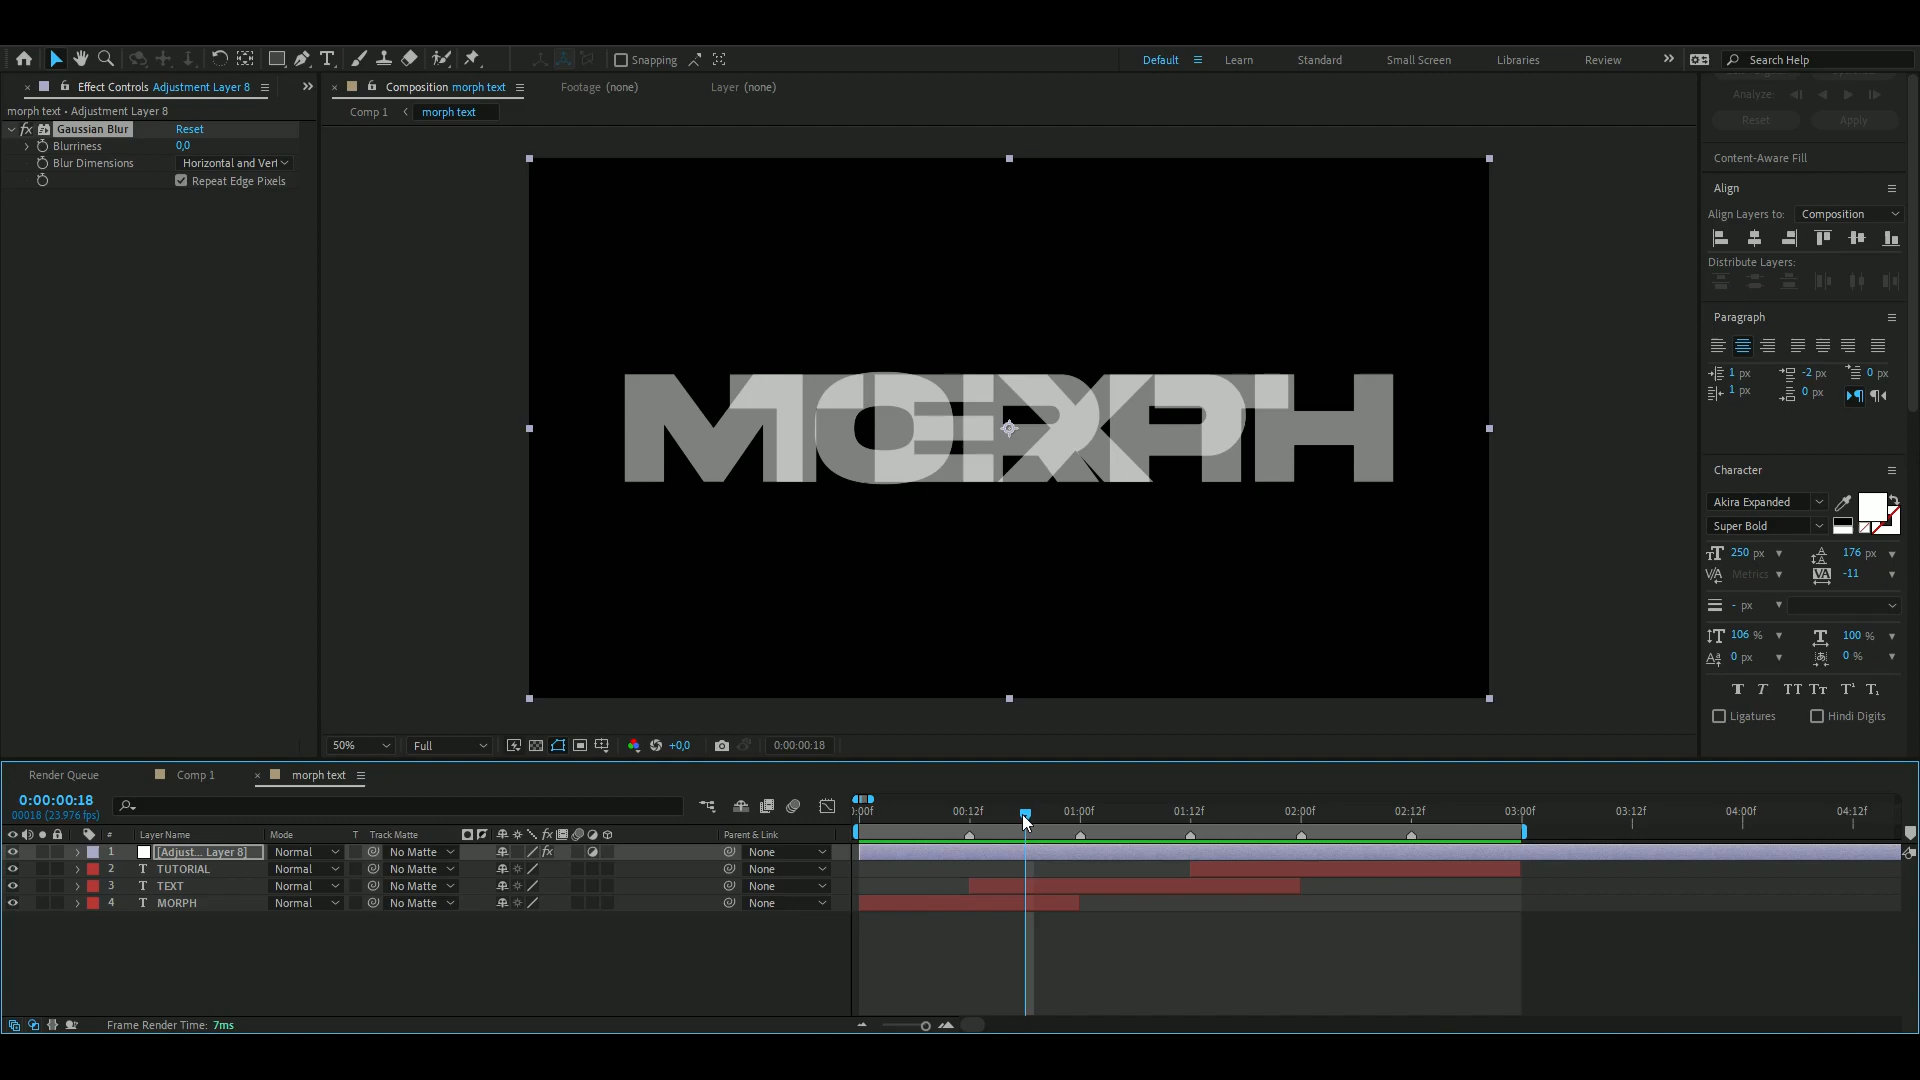 Snapping
Default
Learn
Standard
Small Screen
Libraries
Review
Search Help
Effect Controls Adjustment Layer 8
Composition morph text
Footage (none)
Layer (none)
morph text • Adjustment Layer 8
Comp 1
morph text
fx Gaussian Blur Reset
Blurriness 0,0
Blur Dimensions Horizontal and Vert
Repeat Edge Pixels
Analyze:
Reset Apply
Content-Aware Fill
Align
Align Layers to: Composition
Distribute Layers:
Paragraph
1 px -2 px 0 px
1 px 0 px
MORPH
TEXT
Character
Akira Expanded
Super Bold
250 px 176 px
Metrics -11
- px
106 % 100 %
0 px 0 %
Ligatures Hindi Digits
50% Full +0,0 0:00:00:18
Render Queue Comp 1 morph text
0:00:00:18
00018 (23.976 fps)
:00f 00:12f 01:00f 01:12f 02:00f 02:12f 03:00f 03:12f 04:00f 04:12f
# Layer Name Mode T Track Matte fx Parent & Link
1 [Adjust... Layer 8] Normal No Matte fx None
2 T TUTORIAL Normal No Matte None
3 T TEXT Normal No Matte None
4 T MORPH Normal No Matte None
Frame Render Time: 7ms